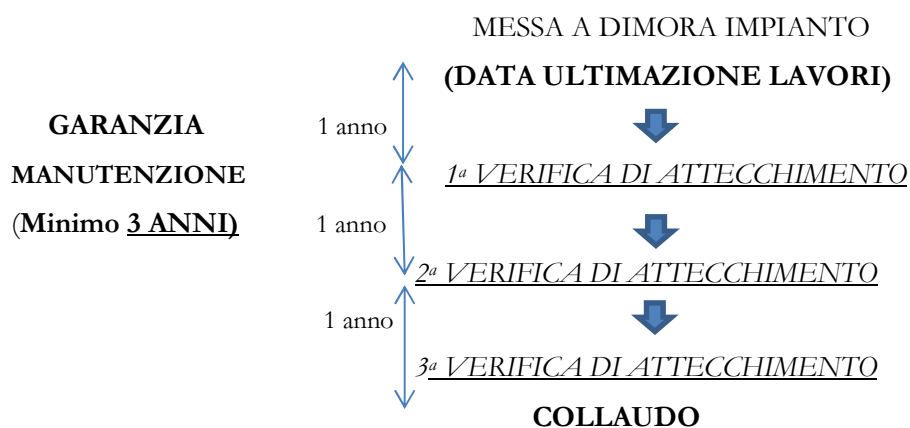 MESSA A DIMORA IMPIANTO
(DATA ULTIMAZIONE LAVORI)
GARANZIA
MANUTENZIONE
(Minimo 3 ANNI)
1 anno
1ª VERIFICA DI ATTECCHIMENTO
1 anno
2ª VERIFICA DI ATTECCHIMENTO
1 anno
3ª VERIFICA DI ATTECCHIMENTO
COLLAUDO